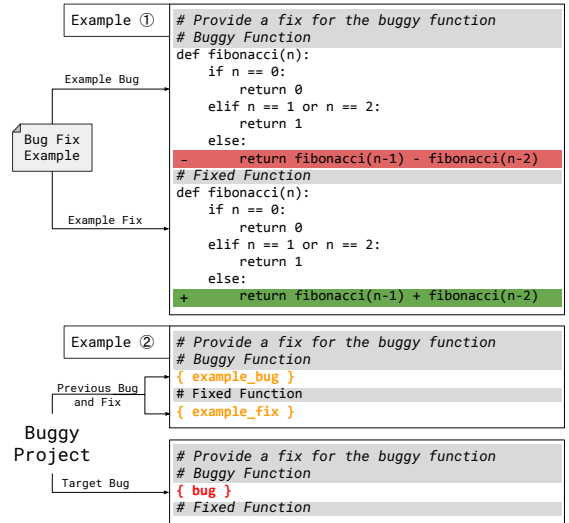 Example ①
# Provide a fix for the buggy function
# Buggy Function
def fibonacci(n):
    if n == 0:
        return 0
    elif n == 1 or n == 2:
        return 1
    else:
-        return fibonacci(n-1) - fibonacci(n-2)
# Fixed Function
def fibonacci(n):
    if n == 0:
        return 0
    elif n == 1 or n == 2:
        return 1
    else:
+        return fibonacci(n-1) + fibonacci(n-2)
Example Bug
Bug Fix
Example
Example Fix
Example ②
# Provide a fix for the buggy function
# Buggy Function
{ example_bug }
# Fixed Function
{ example_fix }
Previous Bug
and Fix
Buggy
Project
Target Bug
# Provide a fix for the buggy function
# Buggy Function
{ bug }
# Fixed Function